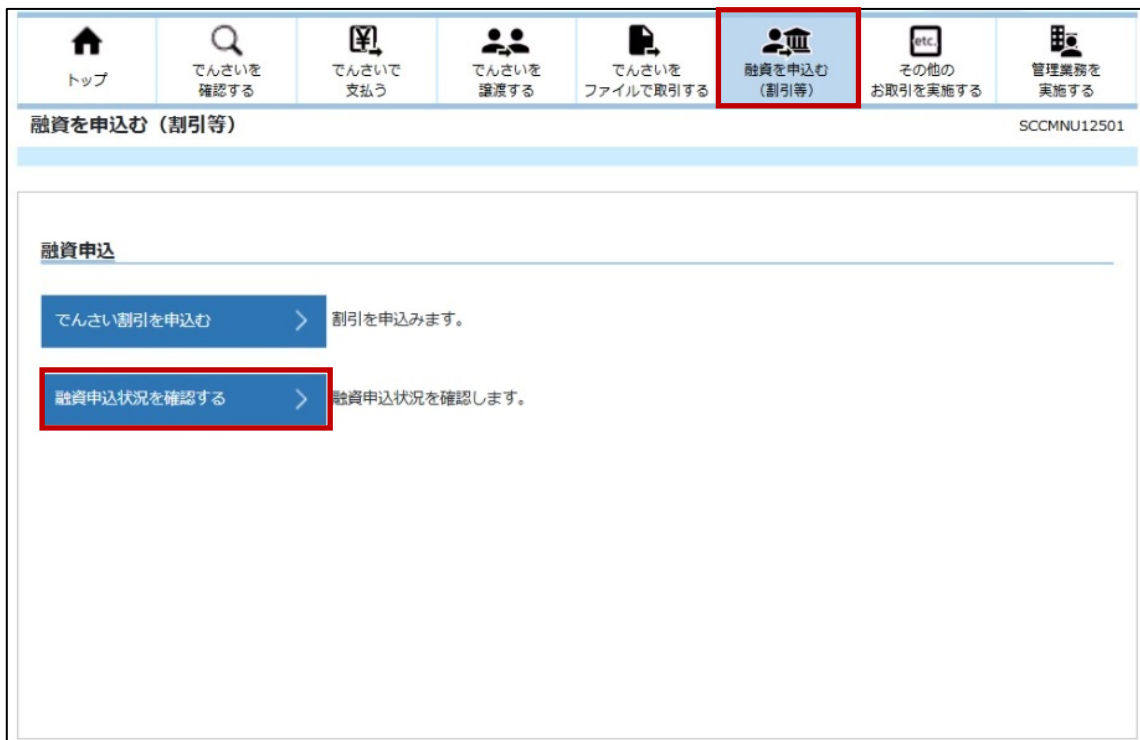 トップ
でんさいを
確認する
でんさいで
支払う
でんさいを
譲渡する
でんさいを
ファイルで取引する
融資を申込む
(割引等)
etc.
その他の
お取引を実施する
管理業務を
実施する
融資を申込む(割引等)
SCCMNU12501
融資申込
でんさい割引を申込む
割引を申込みます。
融資申込状況を確認する
融資申込状況を確認します。